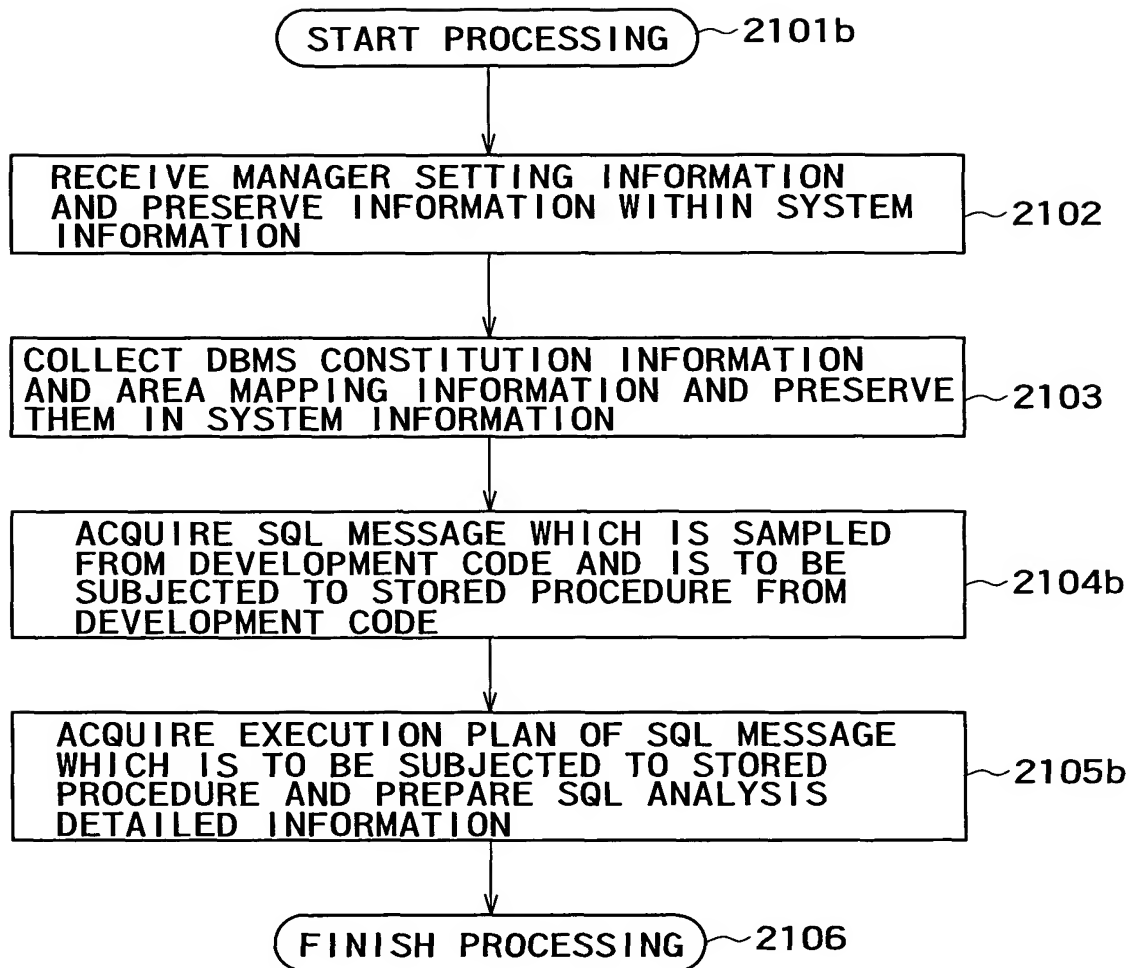 START PROCESSING
2101b
RECEIVE MANAGER SETTING INFORMATION
AND PRESERVE INFORMATION WITHIN SYSTEM
INFORMATION
2102
COLLECT DBMS CONSTITUTION INFORMATION
AND AREA MAPPING INFORMATION AND PRESERVE
THEM IN SYSTEM INFORMATION
2103
ACQUIRE SQL MESSAGE WHICH IS SAMPLED
FROM DEVELOPMENT CODE AND IS TO BE
SUBJECTED TO STORED PROCEDURE FROM
DEVELOPMENT CODE
2104b
ACQUIRE EXECUTION PLAN OF SQL MESSAGE
WHICH IS TO BE SUBJECTED TO STORED
PROCEDURE AND PREPARE SQL ANALYSIS
DETAILED INFORMATION
2105b
FINISH PROCESSING
2106